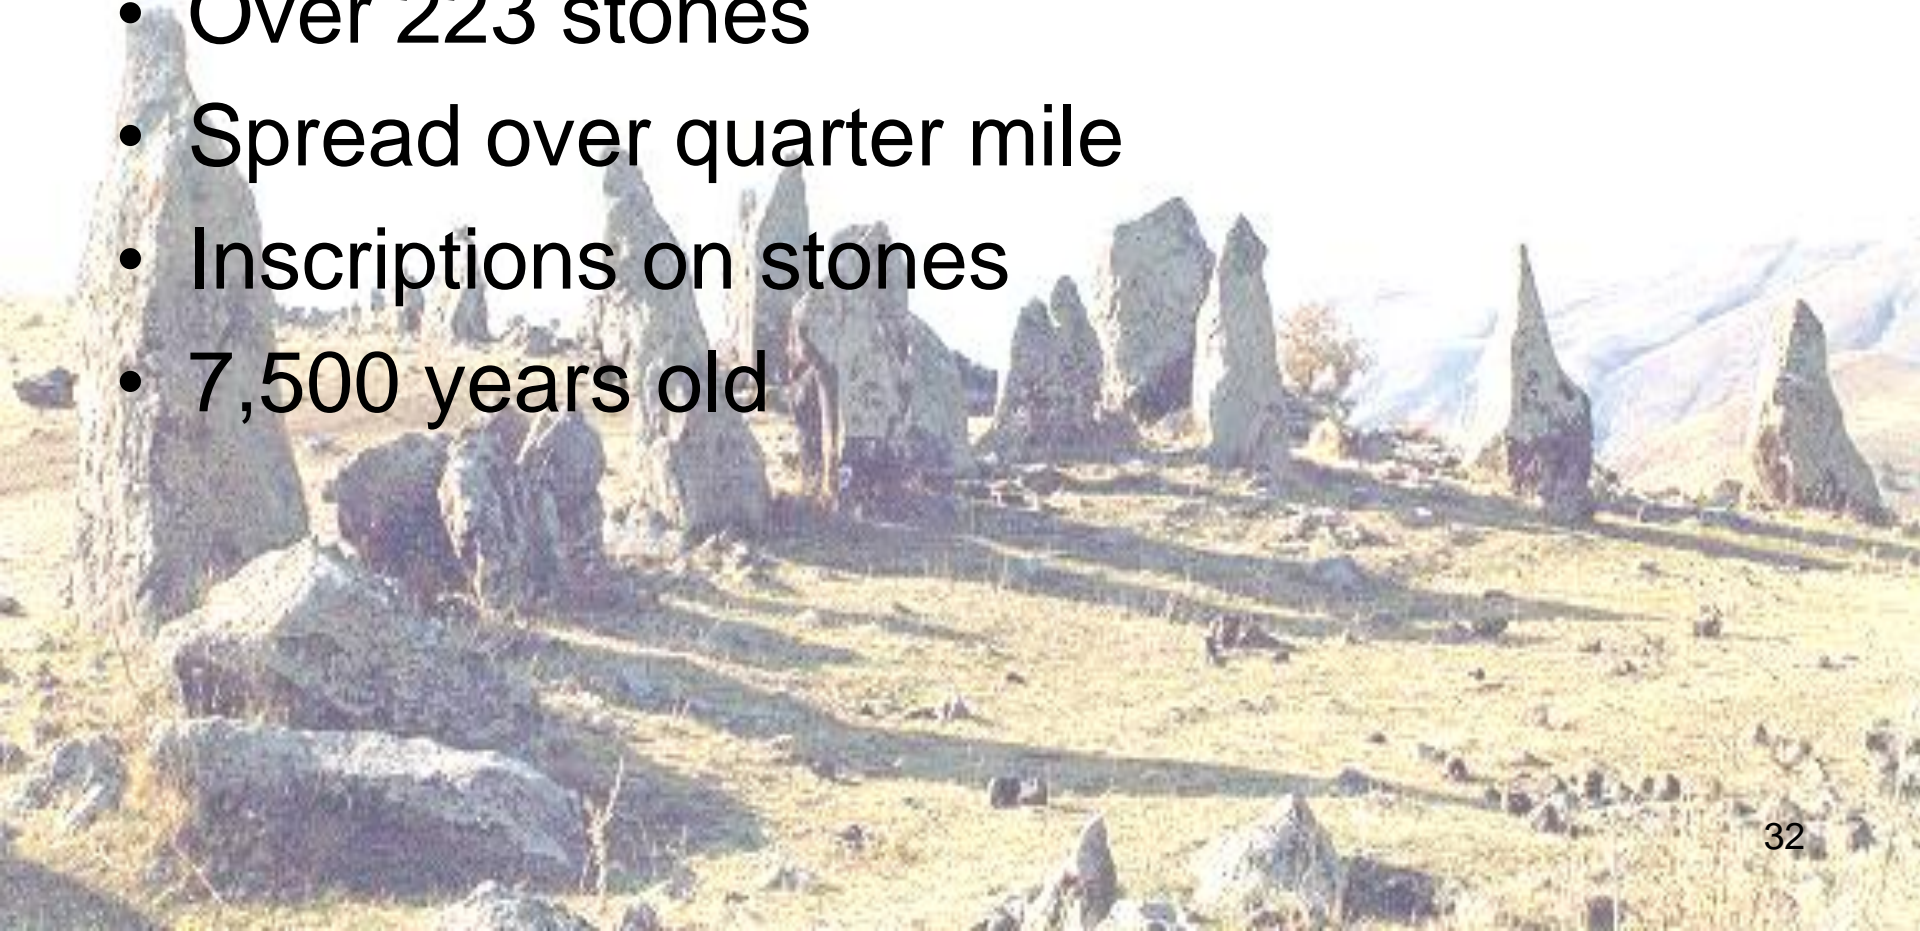 • Over 223 stones
• Spread over quarter mile
• Inscriptions on stones
• 7,500 years old
32